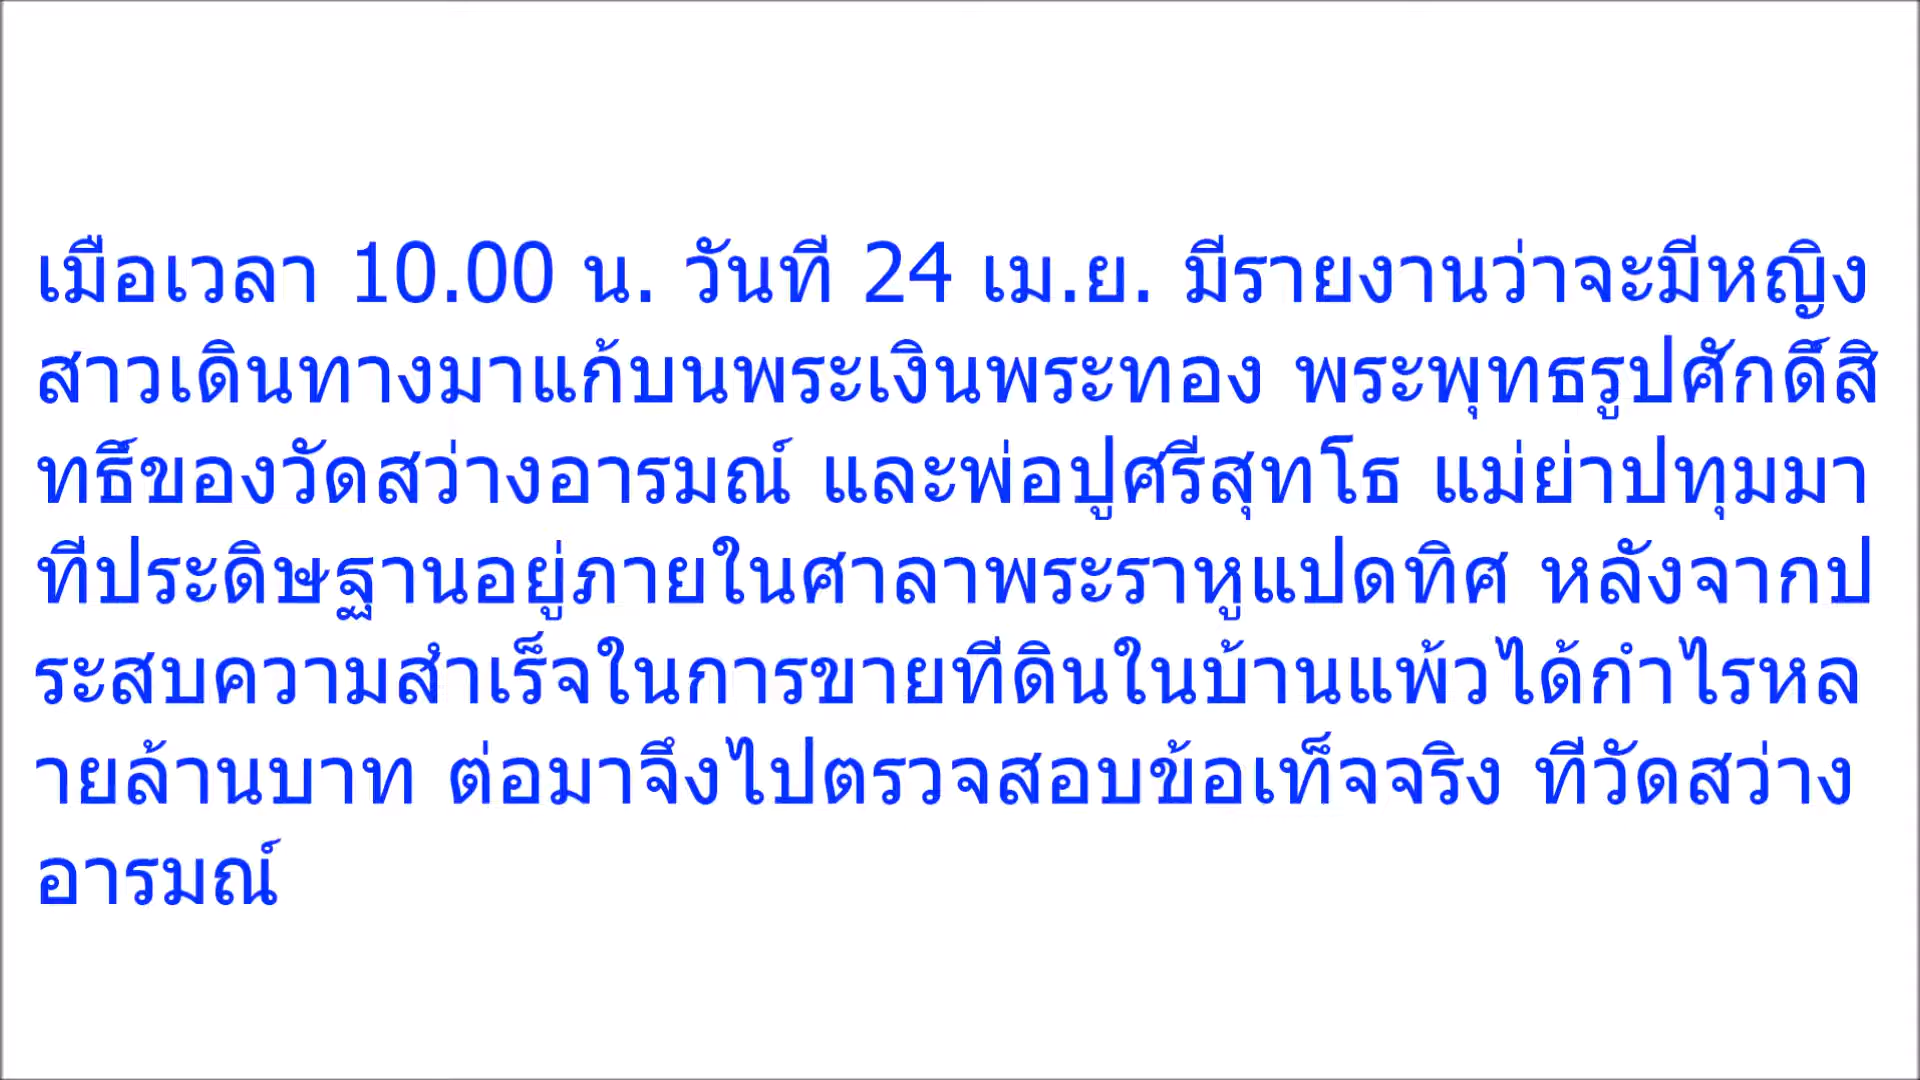 เมื่อเวลา 10.00 น. วันที่ 24 เม.ย. มีรายงานว่าจะมีหญิง
สาวเดินทางมาแก้บนพระเงินพระทอง พระพุทธรูปศักดิ์สิ
ทธิ์ของวัดสว่างอารมณ์ และพ่อปู่ศรีสุทโธ แม่ย่าปทุมมา
ที่ประดิษฐานอยู่ภายในศาลาพระราหูแปดทิศ หลังจากป
ระสบความสำเร็จในการขายที่ดินในบ้านแพ้วได้กำไรหล
ายล้านบาท ต่อมาจึงไปตรวจสอบข้อเท็จจริง ที่วัดสว่าง
อารมณ์